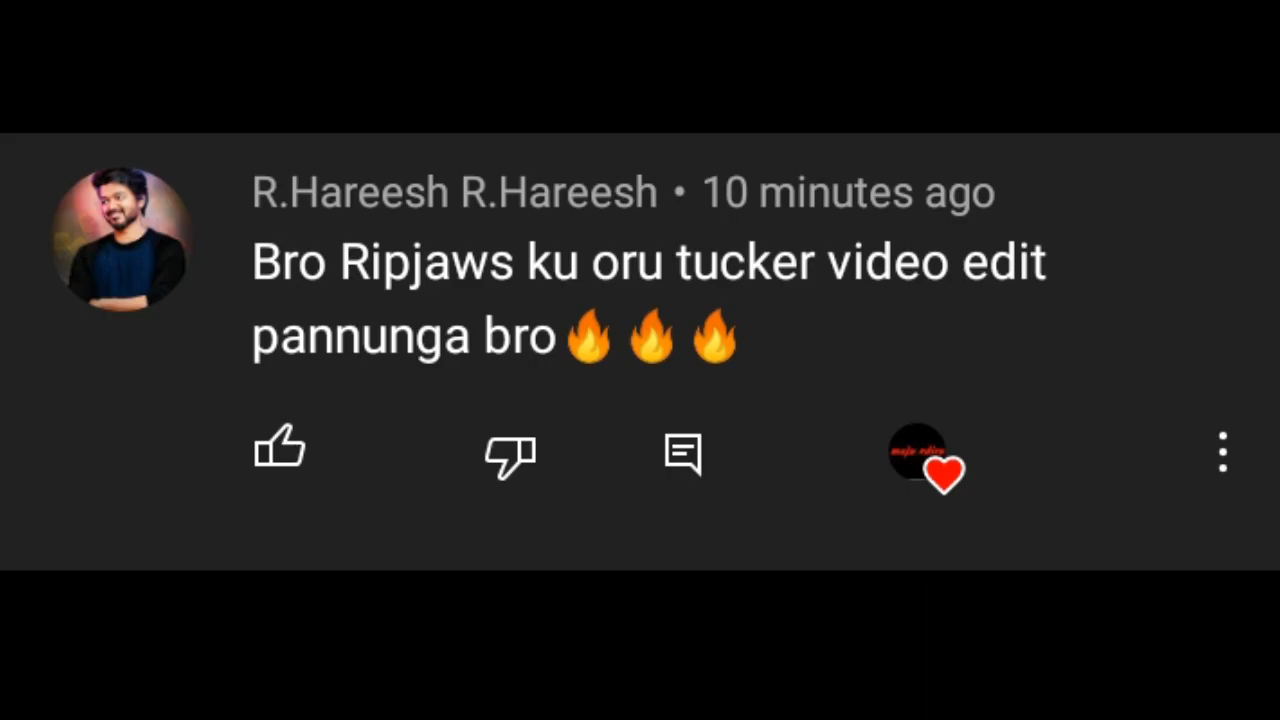 R.Hareesh R.Hareesh • 10 minutes ago
Bro Ripjaws ku oru tucker video edit
pannunga bro🔥🔥🔥